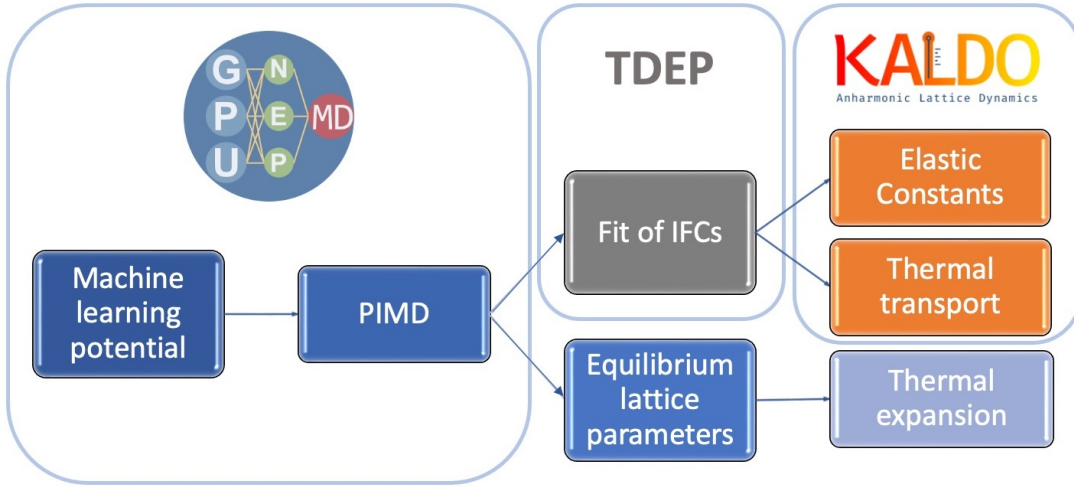 G
P
U
N
E
P
MD
TDEP
KALDO
Anharmonic Lattice Dynamics
Machine
learning
potential
PIMD
Fit of IFCs
Equilibrium
lattice
parameters
Elastic
Constants
Thermal
transport
Thermal
expansion